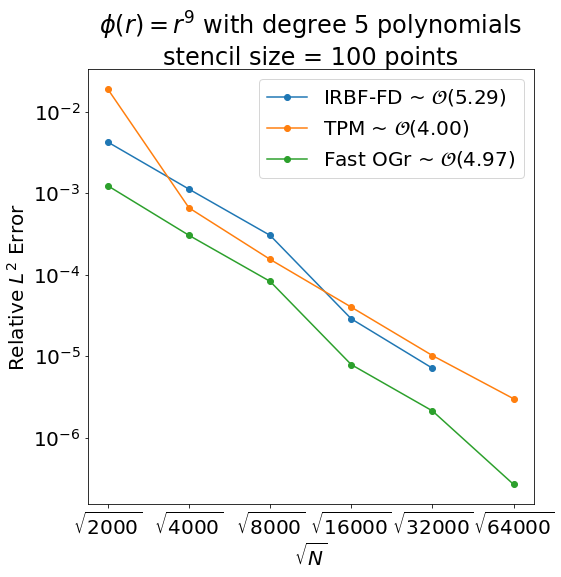 ϕ(r) = r⁹ with degree 5 polynomials
stencil size = 100 points
IRBF-FD ~ 𝒪(5.29)
TPM ~ 𝒪(4.00)
Fast OGr ~ 𝒪(4.97)
Relative L² Error
10⁻²
10⁻³
10⁻⁴
10⁻⁵
10⁻⁶
√2000 √4000 √8000 √16000 √32000 √64000
√N